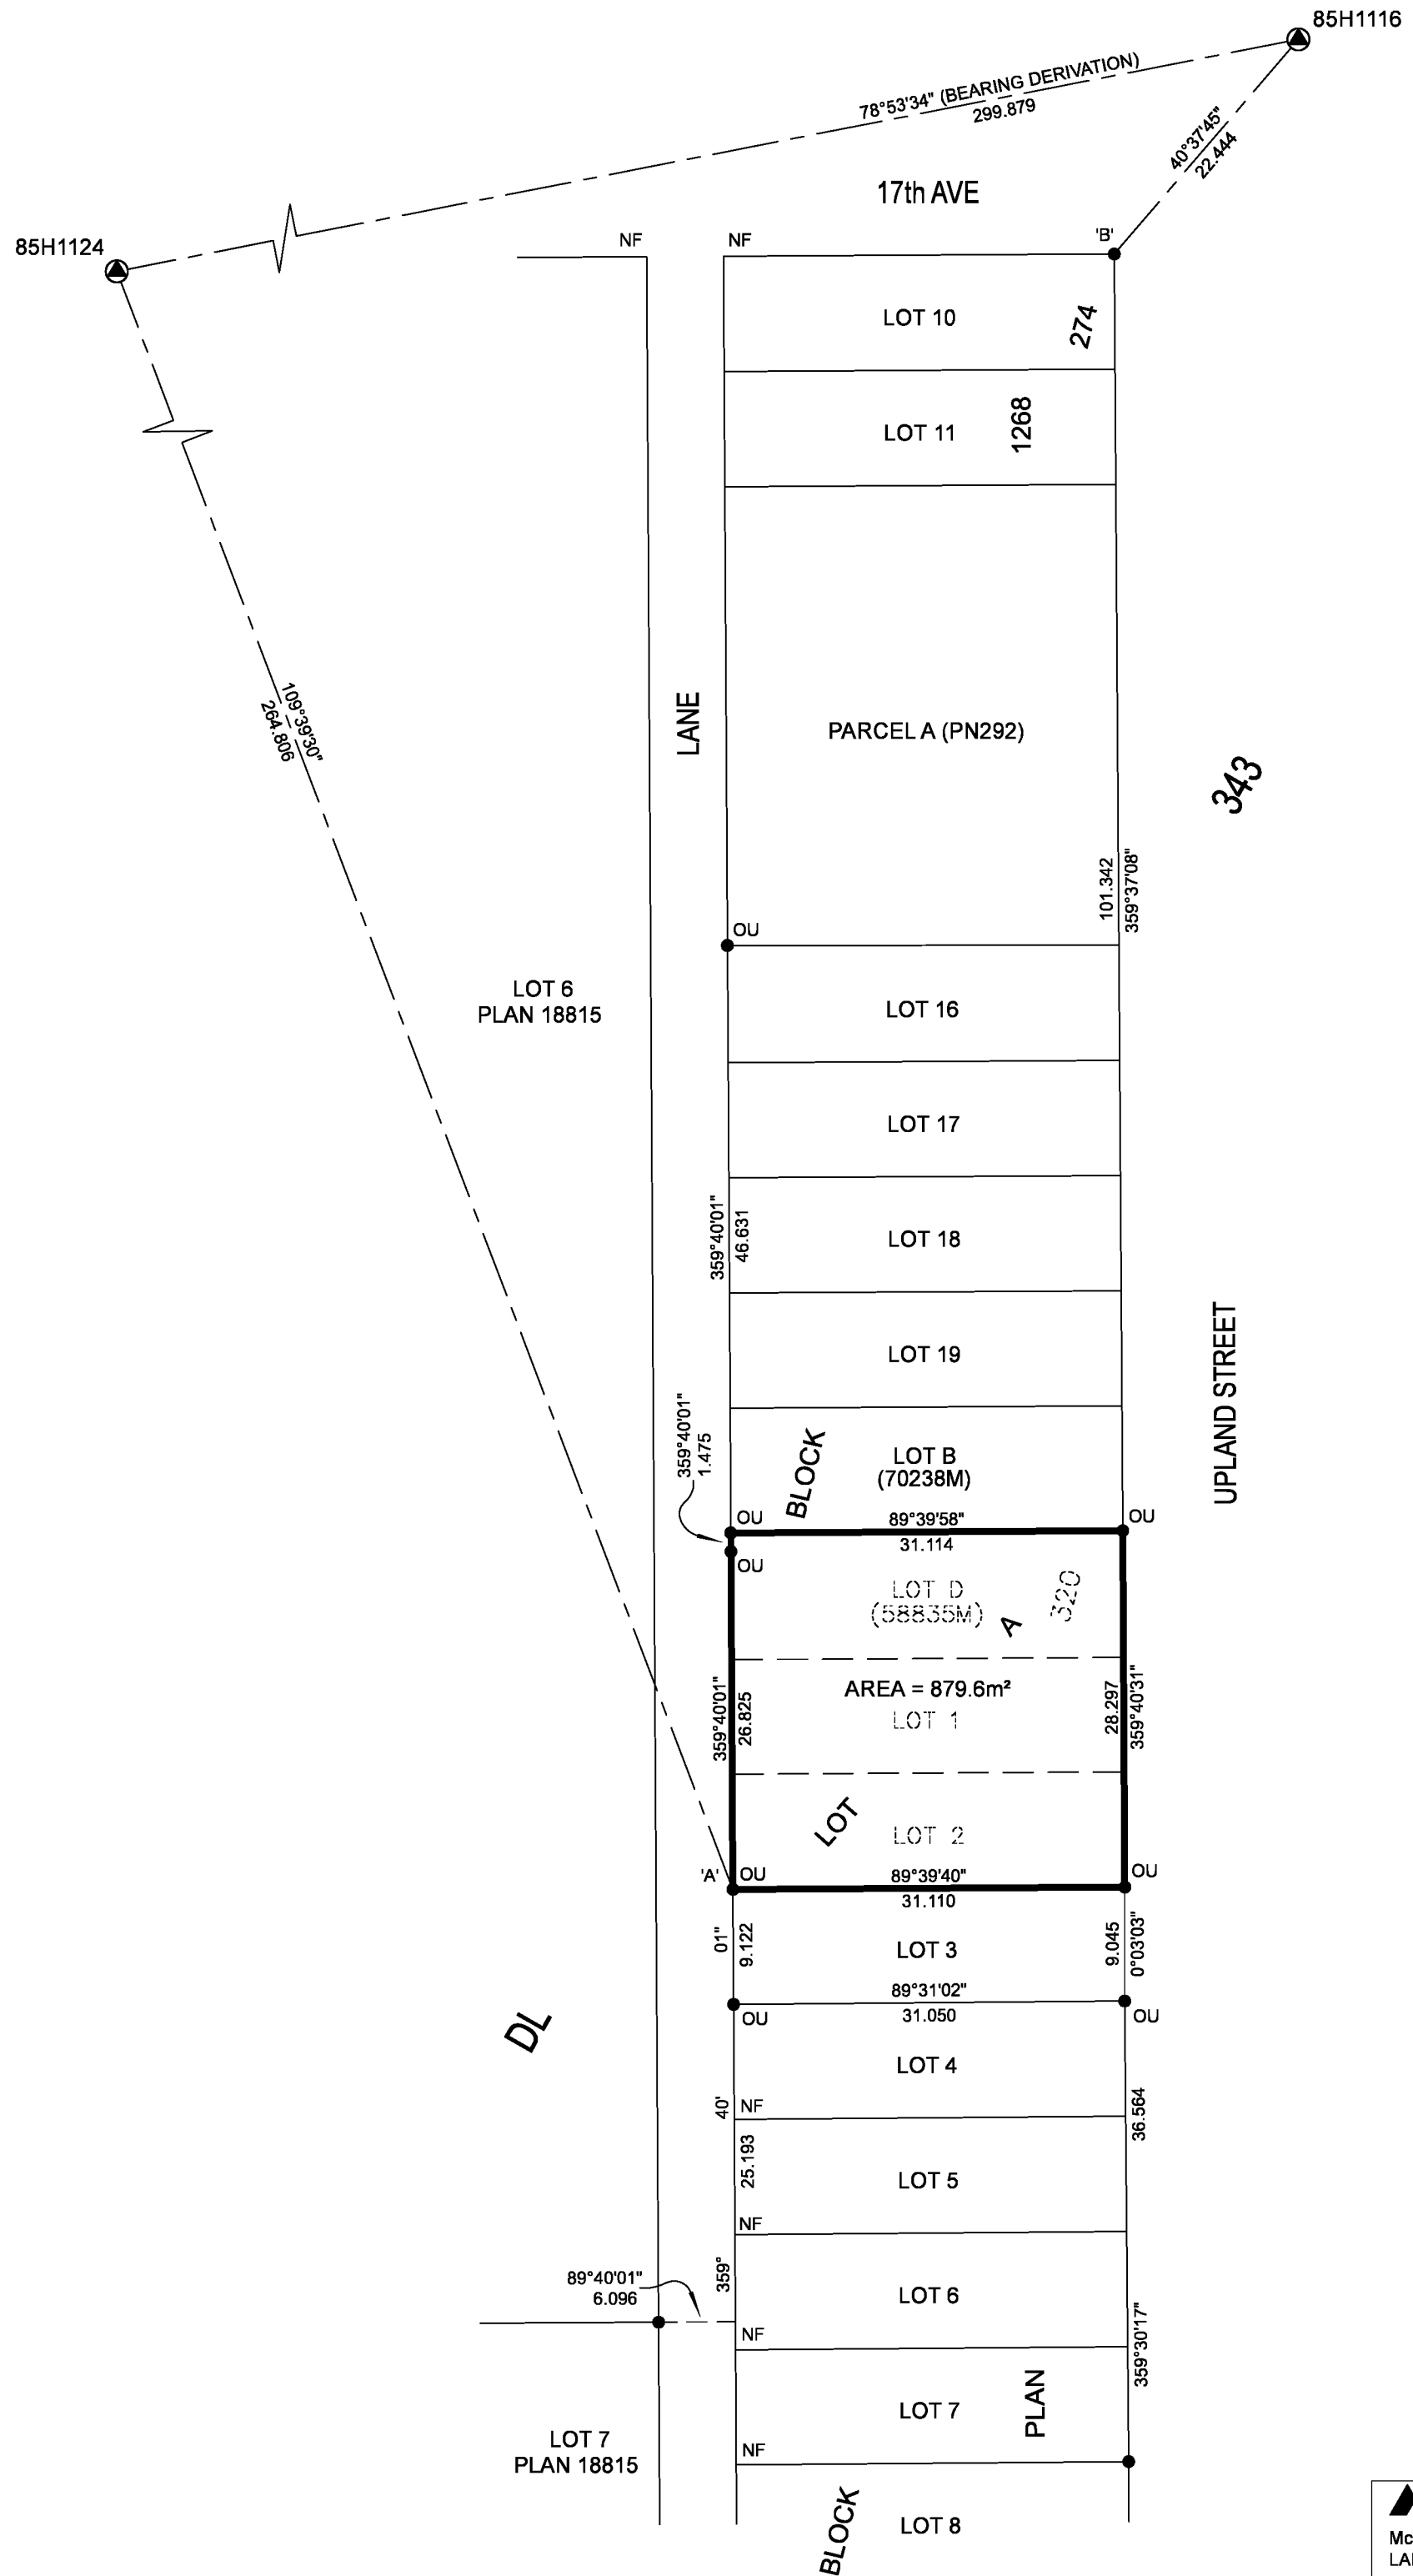 85H1116
78°53'34" (BEARING DERIVATION)
299.879
40°37'45"
22.444
17th AVE
85H1124
NF
NF
'B'
LOT 10
274
LOT 11
1268
109°39'30"
264.806
LANE
PARCEL A (PN292)
343
101.342
359°37'08"
OU
LOT 6
PLAN 18815
LOT 16
LOT 17
359°40'01"
46.631
LOT 18
LOT 19
UPLAND STREET
359°40'01"
1.475
BLOCK
LOT B
(70238M)
OU
89°39'58"
31.114
OU
OU
LOT D
(58835M)
A
320
359°40'01"
26.825
AREA = 879.6m²
LOT 1
28.297
359°40'31"
LOT
LOT 2
'A'
OU
89°39'40"
31.110
OU
01"
9.122
LOT 3
9.045
0°03'03"
89°31'02"
31.050
OU
OU
DL
LOT 4
40'
NF
36.564
25.193
LOT 5
NF
359°
89°40'01"
6.096
LOT 6
NF
359°30'17"
LOT 7
PLAN
LOT 7
PLAN 18815
NF
BLOCK
LOT 8
Mc
LA